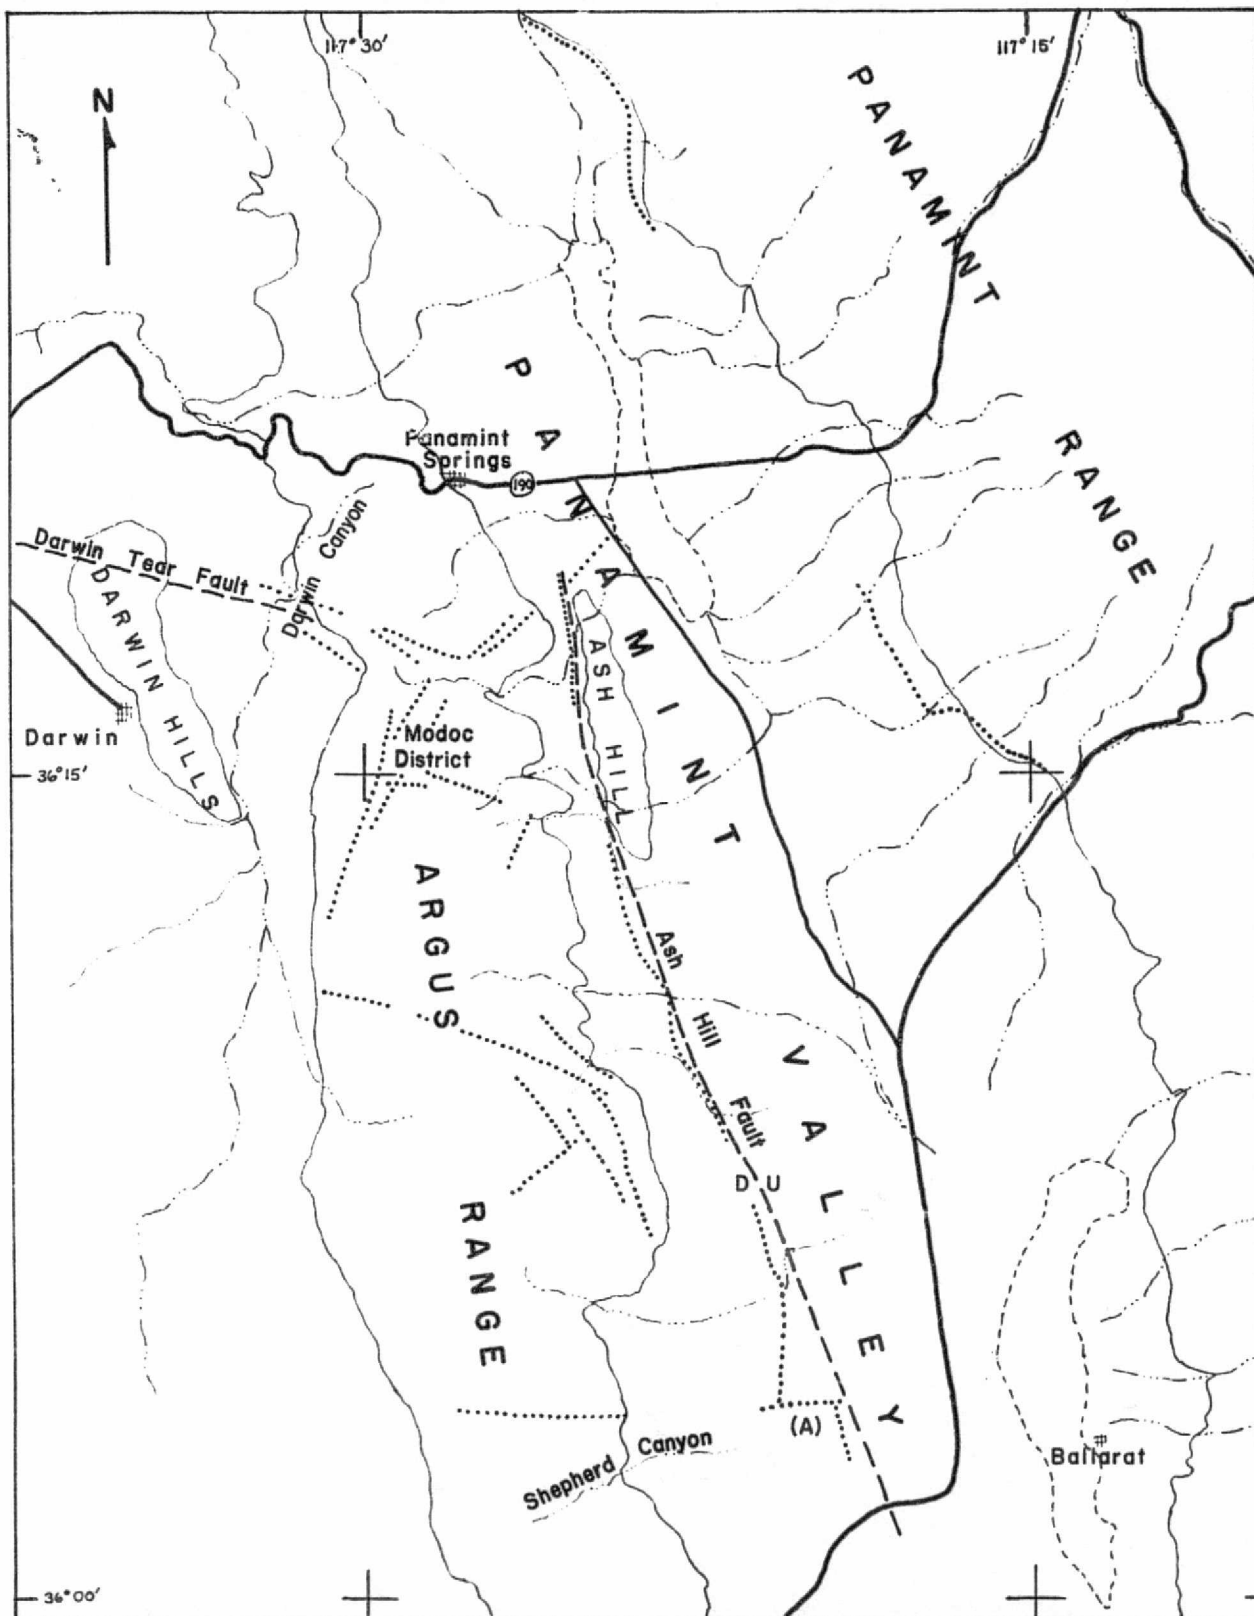 117° 30'
117° 15'
N
PANAMINT
RANGE
PANAMINT
VALLEY
Panamint
Springs
190
Darwin Tear Fault
Darwin Canyon
DARWIN HILLS
ASH HILL
Darwin
Modoc
District
36° 15'
ARGUS
RANGE
Ash Hill Fault
D U
(A)
Shepherd Canyon
Ballarat
36° 00'